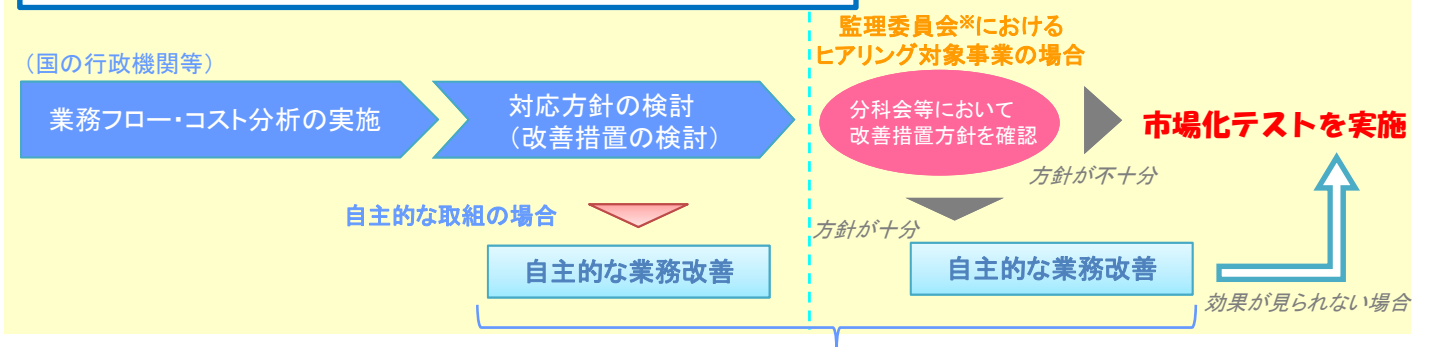 監理委員会※における
ヒアリング対象事業の場合
（国の行政機関等）
業務フロー・コスト分析の実施
対応方針の検討
（改善措置の検討）
分科会等において
改善措置方針を確認
市場化テストを実施
方針が不十分
自主的な取組の場合
方針が十分
自主的な業務改善
自主的な業務改善
効果が見られない場合